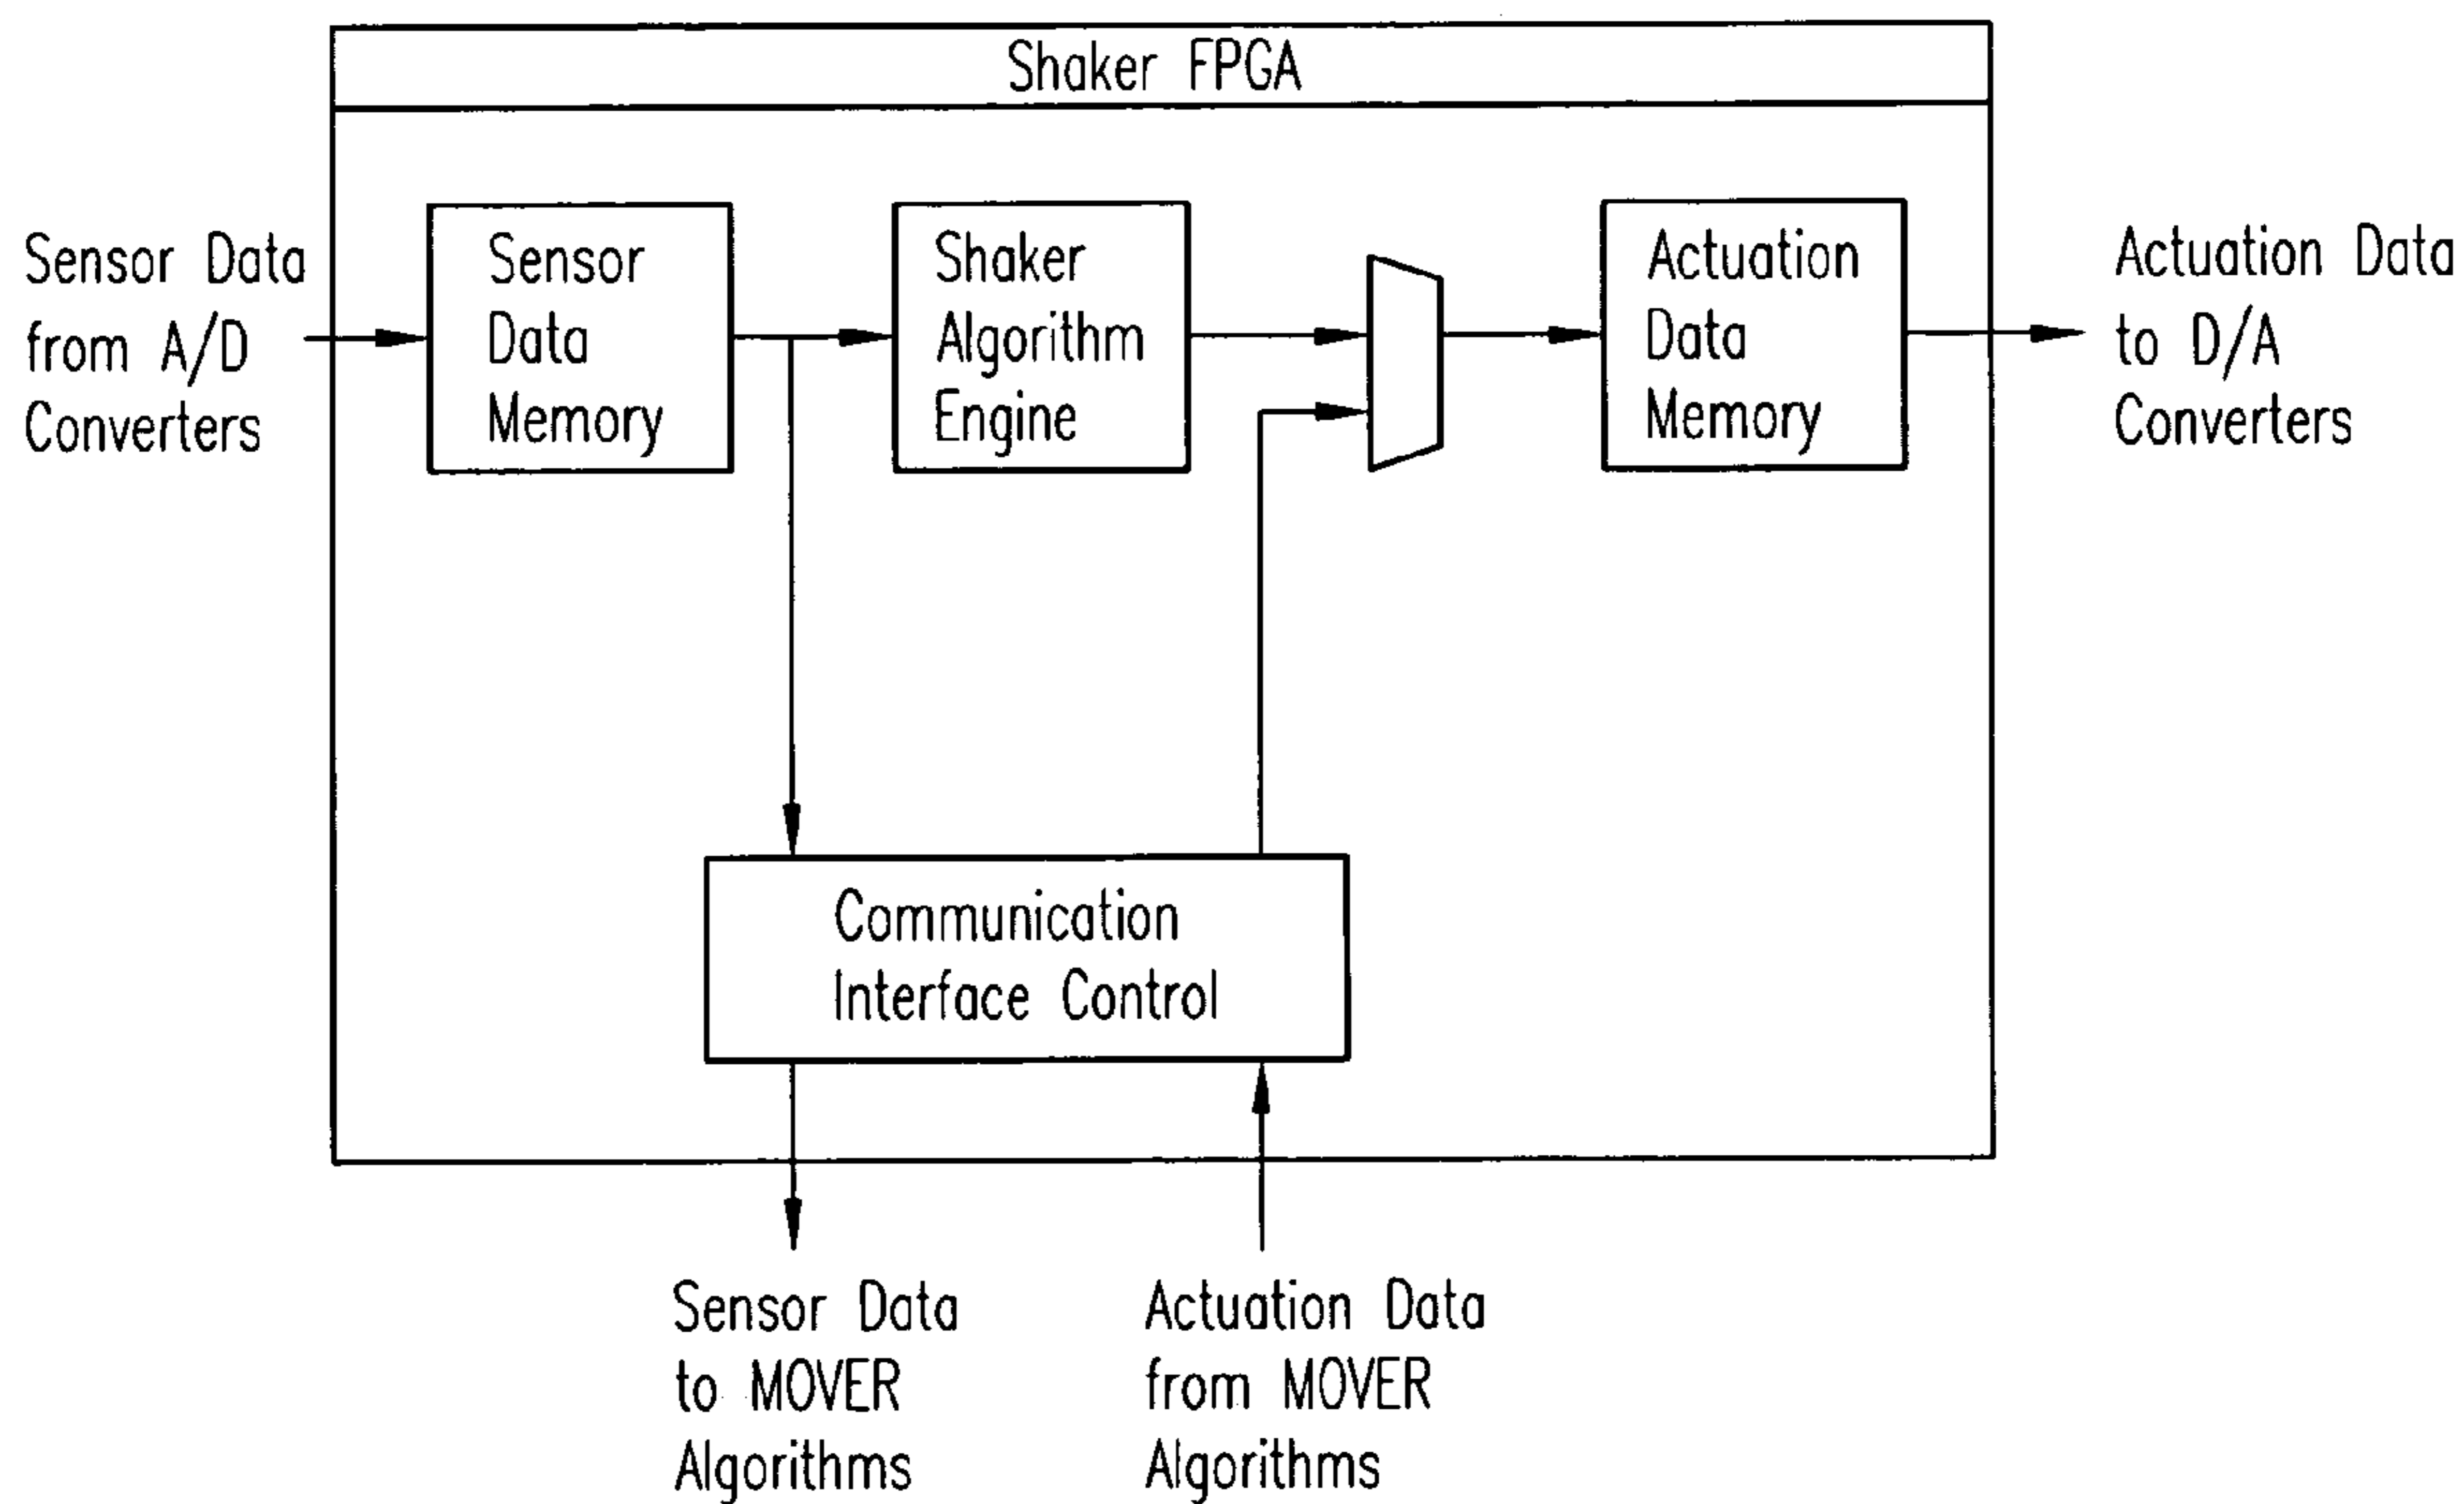 Shaker FPGA
Sensor Data
from A/D
Converters
Sensor
Data
Memory
Shaker
Algorithm
Engine
Actuation
Data
Memory
Actuation Data
to D/A
Converters
Communication
Interface Control
Sensor Data
to MOVER
Algorithms
Actuation Data
from MOVER
Algorithms